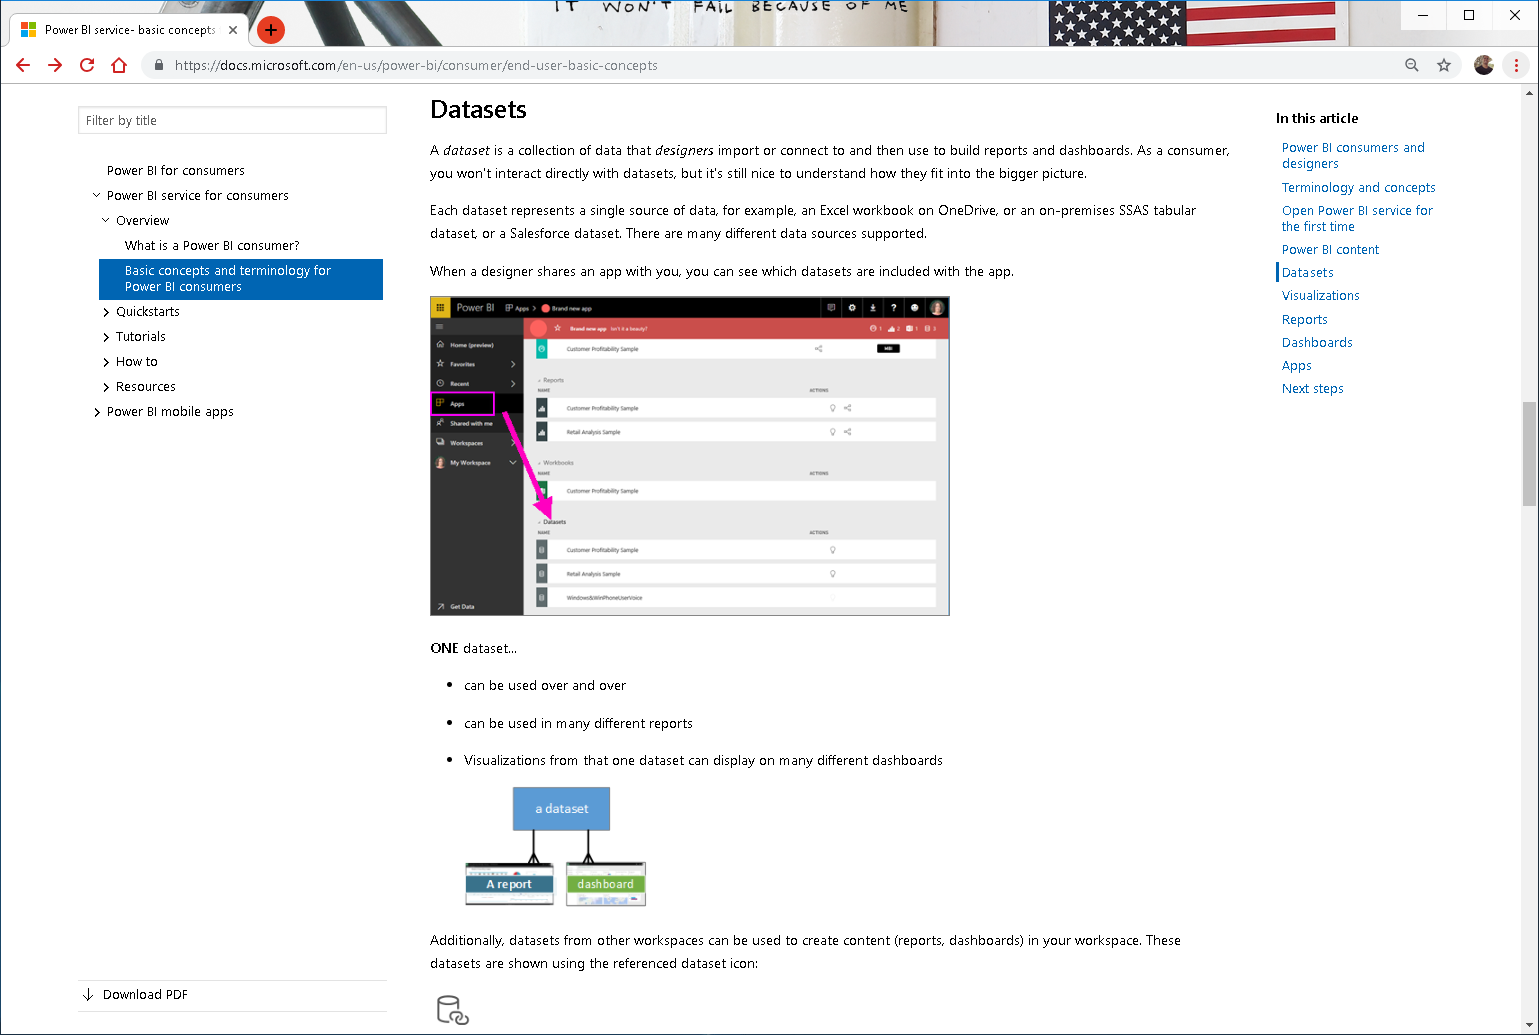 IT WON'T FAIL BECAUSE OF ME
Power BI service- basic concepts
https://docs.microsoft.com/en-us/power-bi/consumer/end-user-basic-concepts
Filter by title
Power BI for consumers
Power BI service for consumers
Overview
What is a Power BI consumer?
Basic concepts and terminology for
Power BI consumers
Quickstarts
Tutorials
How to
Resources
Power BI mobile apps
Download PDF
Datasets
A dataset is a collection of data that designers import or connect to and then use to build reports and dashboards. As a consumer,
you won't interact directly with datasets, but it's still nice to understand how they fit into the bigger picture.
Each dataset represents a single source of data, for example, an Excel workbook on OneDrive, or an on-premises SSAS tabular
dataset, or a Salesforce dataset. There are many different data sources supported.
When a designer shares an app with you, you can see which datasets are included with the app.
Power BI Apps > Brand new app
Brand new app Isn't it a beauty? 1 2 1 3
Home (preview)
Favorites
Recent
Apps
Shared with me
Workspaces
My Workspace
Get Data
Customer Profitability Sample
Reports
NAME ACTIONS
Customer Profitability Sample
Retail Analysis Sample
Workbooks
NAME ACTIONS
Customer Profitability Sample
Datasets
NAME ACTIONS
Customer Profitability Sample
Retail Analysis Sample
Windows&WinPhoneUserVoice
ONE dataset...
• can be used over and over
• can be used in many different reports
• Visualizations from that one dataset can display on many different dashboards
a dataset
A report dashboard
Additionally, datasets from other workspaces can be used to create content (reports, dashboards) in your workspace. These
datasets are shown using the referenced dataset icon:
In this article
Power BI consumers and
designers
Terminology and concepts
Open Power BI service for
the first time
Power BI content
Datasets
Visualizations
Reports
Dashboards
Apps
Next steps